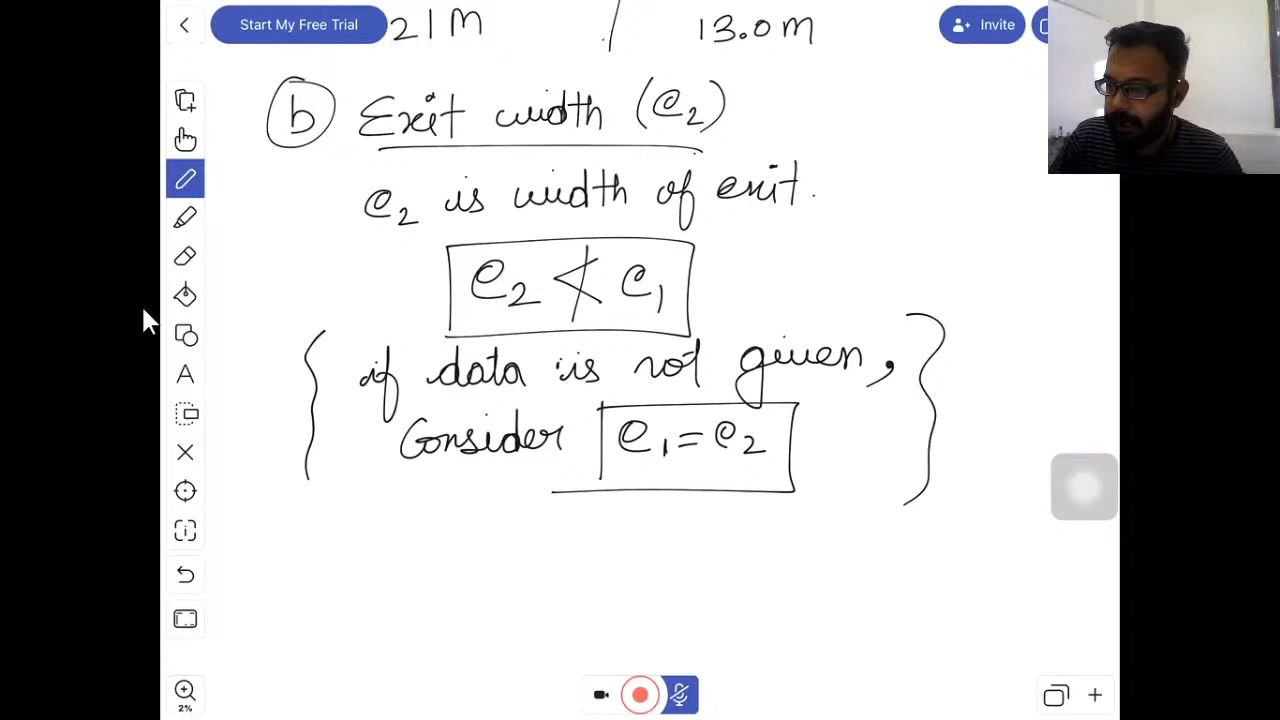 Start My Free Trial
21 M / 13.0 m
Invite
b Exit width (e2)
e2 is width of exit.
e2 ≮ e1
{ if data is not given,
Consider e1 = e2 }
A
2%